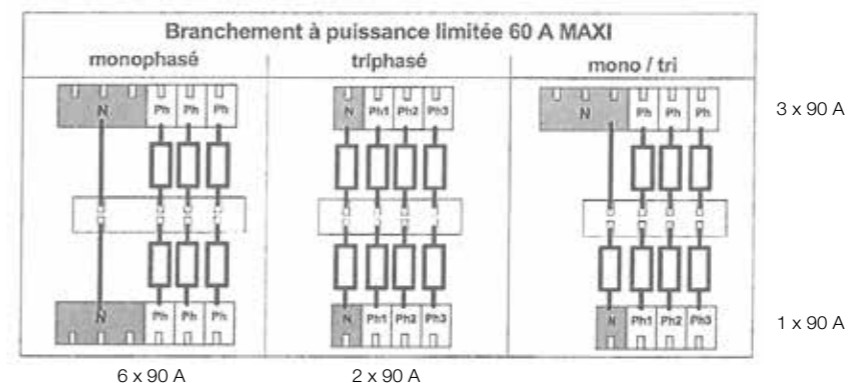 Branchement à puissance limitée 60 A MAXI
monophasé triphasé mono / tri
N Ph Ph Ph N Ph1 Ph2 Ph3 N Ph Ph Ph
3 x 90 A
N Ph Ph Ph N Ph1 Ph2 Ph3 N Ph1 Ph2 Ph3
1 x 90 A
6 x 90 A 2 x 90 A